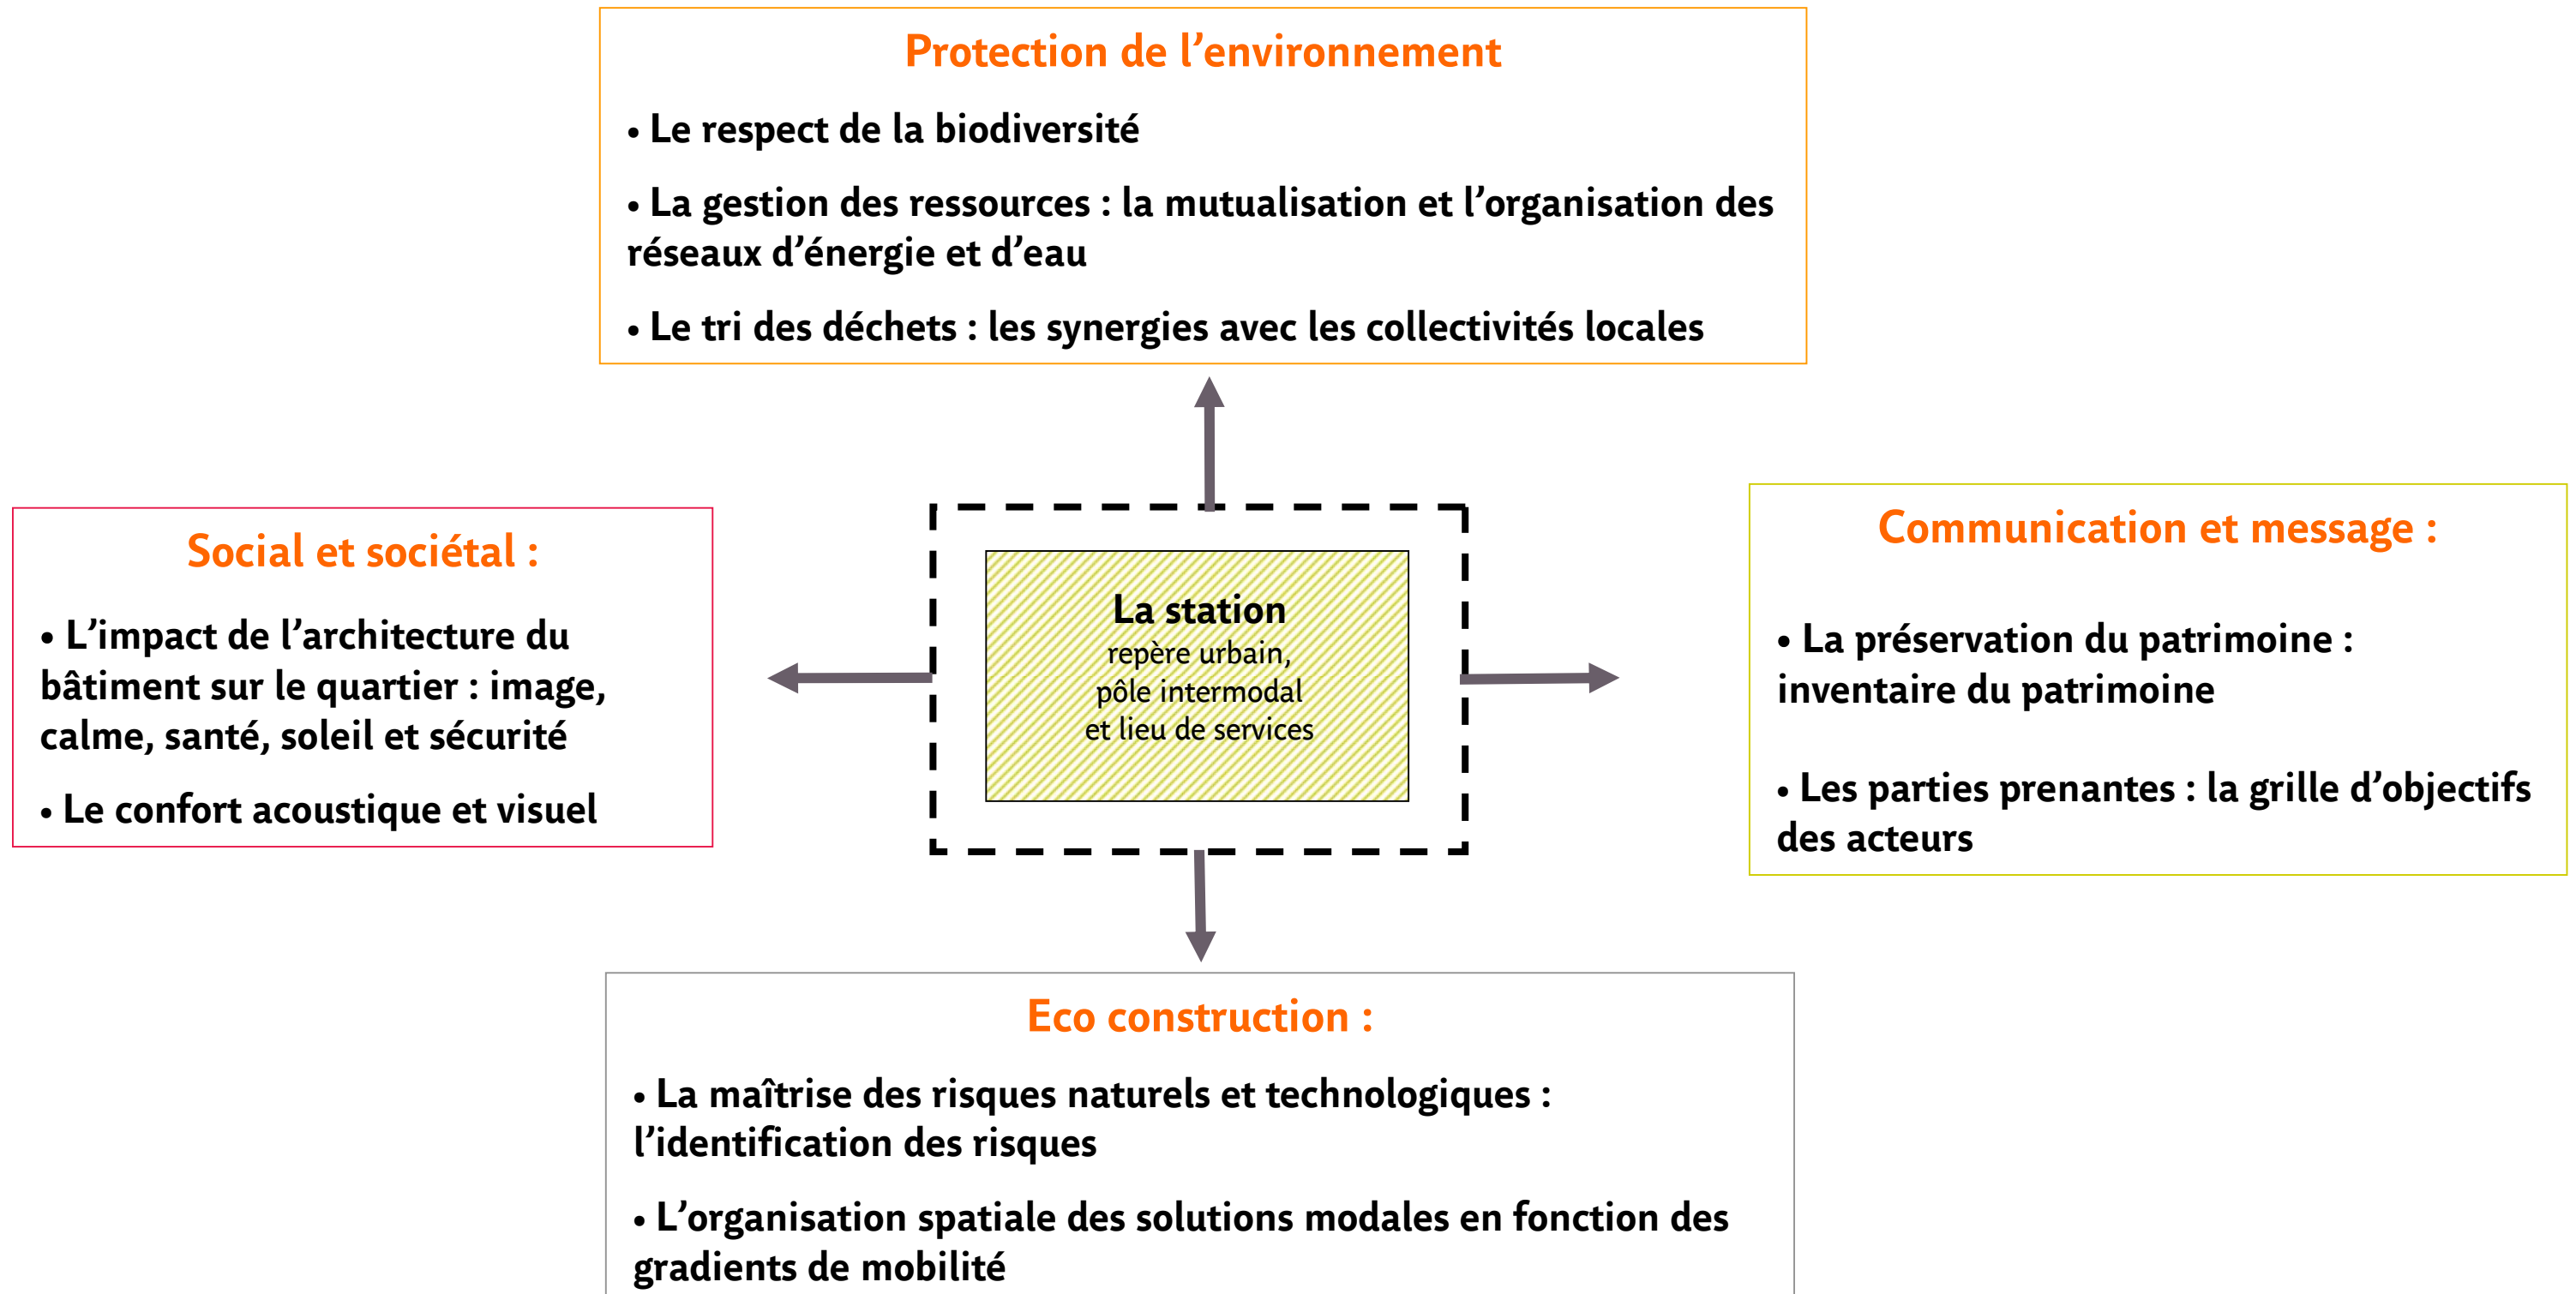 Protection de l’environnement
• Le respect de la biodiversité
• La gestion des ressources : la mutualisation et l’organisation des
réseaux d’énergie et d’eau
• Le tri des déchets : les synergies avec les collectivités locales
Social et sociétal :
• L’impact de l’architecture du
bâtiment sur le quartier : image,
calme, santé, soleil et sécurité
• Le confort acoustique et visuel
La station
repère urbain,
pôle intermodal
et lieu de services
Communication et message :
• La préservation du patrimoine :
inventaire du patrimoine
• Les parties prenantes : la grille d’objectifs
des acteurs
Eco construction :
• La maîtrise des risques naturels et technologiques :
l’identification des risques
• L’organisation spatiale des solutions modales en fonction des
gradients de mobilité